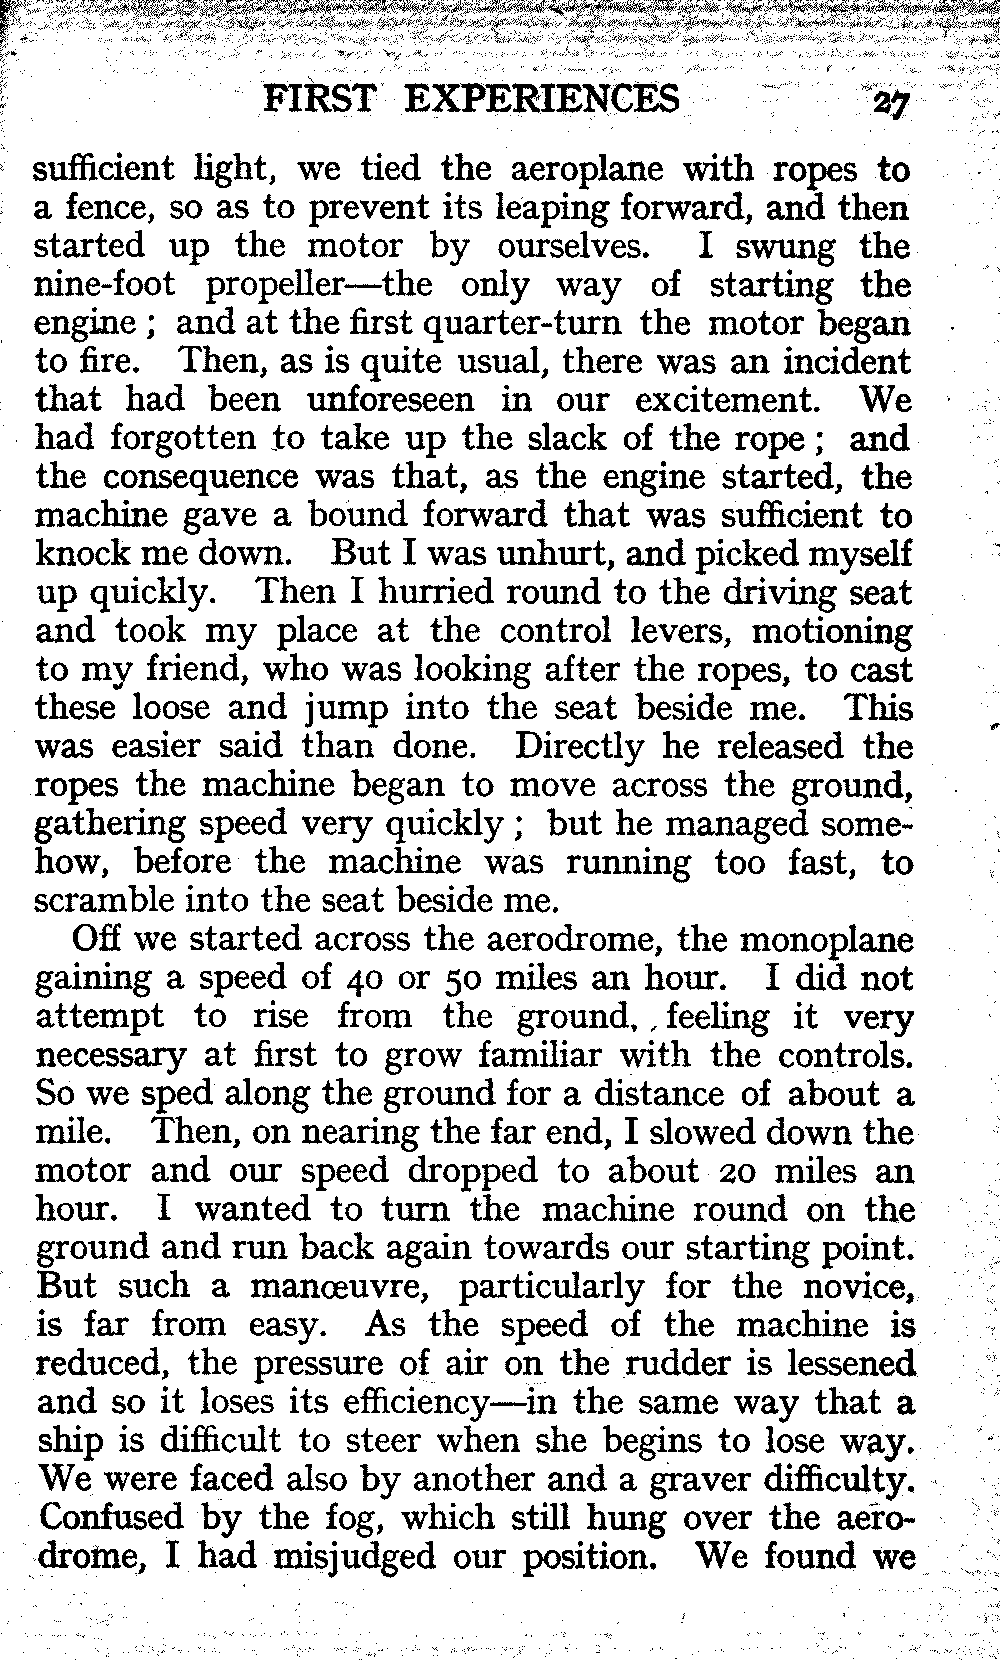 FIRST EXPERIENCES 27
sufficient light, we tied the aeroplane with ropes to
a fence, so as to prevent its leaping forward, and then
started up the motor by ourselves. I swung the
nine-foot propeller—the only way of starting the
engine ; and at the first quarter-turn the motor began
to fire. Then, as is quite usual, there was an incident
that had been unforeseen in our excitement. We
had forgotten to take up the slack of the rope ; and
the consequence was that, as the engine started, the
machine gave a bound forward that was sufficient to
knock me down. But I was unhurt, and picked myself
up quickly. Then I hurried round to the driving seat
and took my place at the control levers, motioning
to my friend, who was looking after the ropes, to cast
these loose and jump into the seat beside me. This
was easier said than done. Directly he released the
ropes the machine began to move across the ground,
gathering speed very quickly ; but he managed some-
how, before the machine was running too fast, to
scramble into the seat beside me.
Off we started across the aerodrome, the monoplane
gaining a speed of 40 or 50 miles an hour. I did not
attempt to rise from the ground, feeling it very
necessary at first to grow familiar with the controls.
So we sped along the ground for a distance of about a
mile. Then, on nearing the far end, I slowed down the
motor and our speed dropped to about 20 miles an
hour. I wanted to turn the machine round on the
ground and run back again towards our starting point.
But such a manœuvre, particularly for the novice,
is far from easy. As the speed of the machine is
reduced, the pressure of air on the rudder is lessened
and so it loses its efficiency—in the same way that a
ship is difficult to steer when she begins to lose way.
We were faced also by another and a graver difficulty.
Confused by the fog, which still hung over the aero-
drome, I had misjudged our position. We found we